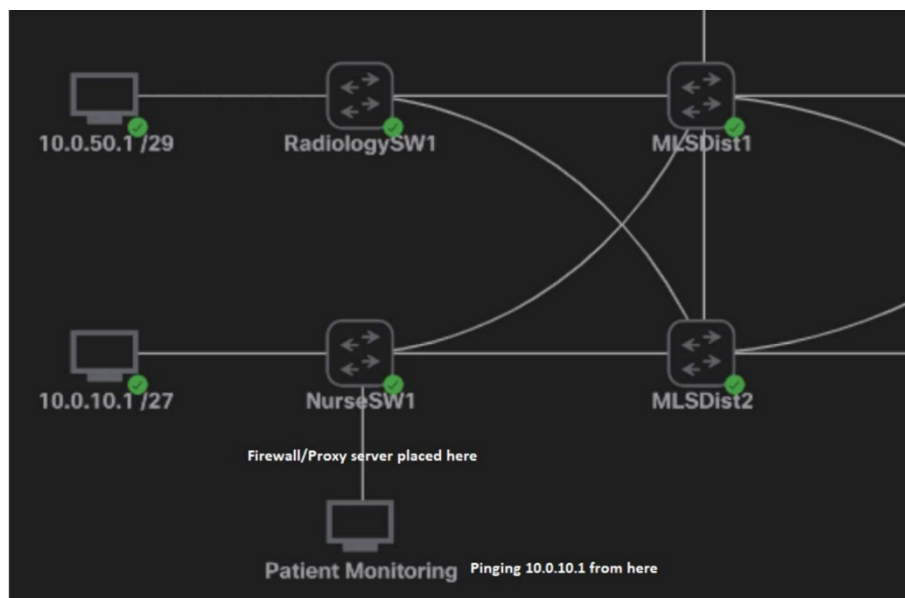 10.0.50.1 /29
RadiologySW1
MLSDist1
10.0.10.1 /27
NurseSW1
MLSDist2
Firewall/Proxy server placed here
Patient Monitoring
Pinging 10.0.10.1 from here